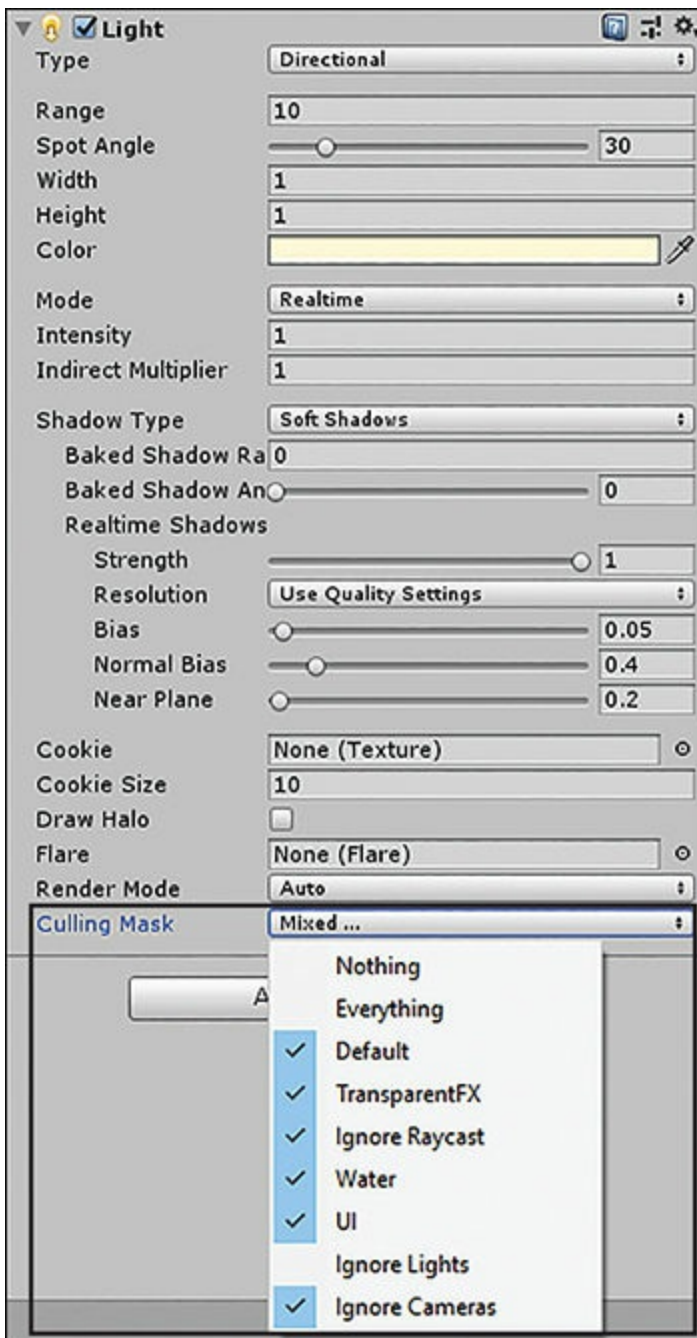 Light
Type Directional
Range 10
Spot Angle 30
Width 1
Height 1
Color
Mode Realtime
Intensity 1
Indirect Multiplier 1
Shadow Type Soft Shadows
Baked Shadow Ra 0
Baked Shadow An 0
Realtime Shadows
Strength 1
Resolution Use Quality Settings
Bias 0.05
Normal Bias 0.4
Near Plane 0.2
Cookie None (Texture)
Cookie Size 10
Draw Halo
Flare None (Flare)
Render Mode Auto
Culling Mask Mixed ...
Nothing
A
Everything
Default
TransparentFX
Ignore Raycast
Water
UI
Ignore Lights
Ignore Cameras